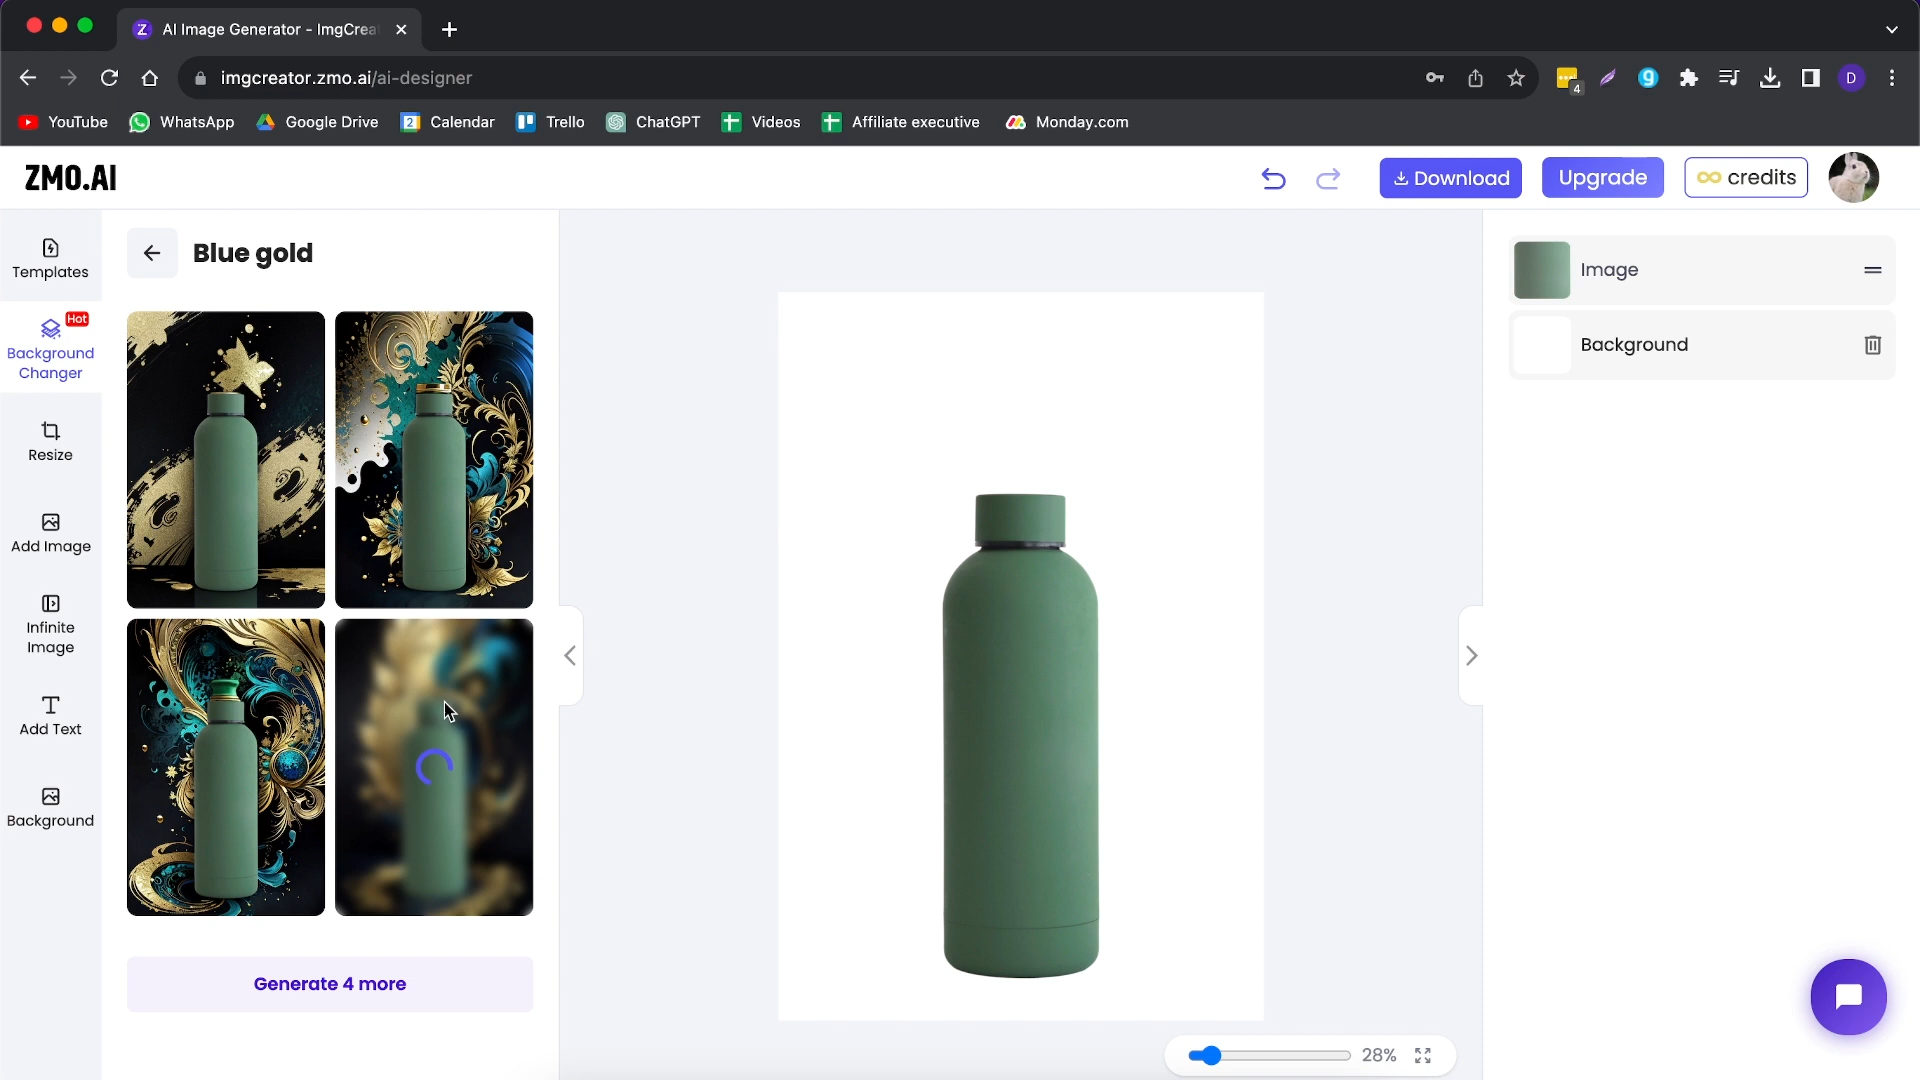 AI Image Generator - ImgCrea
imgcreator.zmo.ai/ai-designer
4
D
YouTube
WhatsApp
Google Drive
2
Calendar
Trello
ChatGPT
Videos
Affiliate executive
Monday.com
ZMO.AI
Download
Upgrade
credits
Templates
Hot
Background
Changer
Resize
Add Image
Infinite
Image
Add Text
Background
Blue gold
Generate 4 more
Image
Background
28%